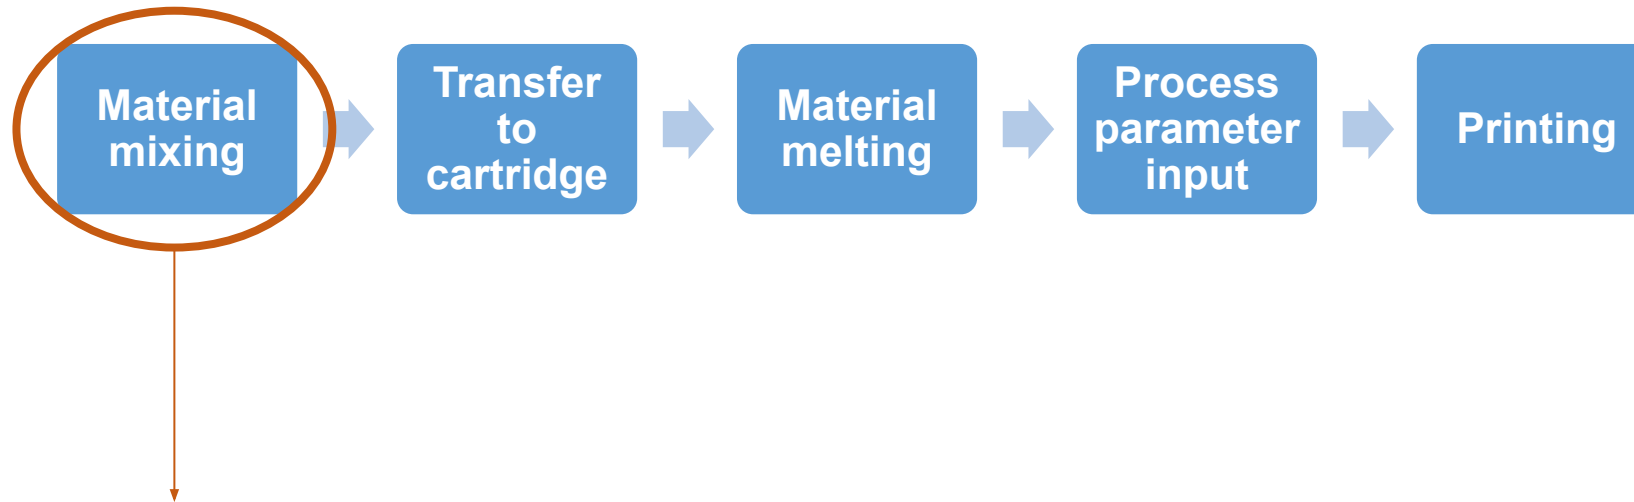 Material
mixing
Transfer
to
cartridge
Material
melting
Process
parameter
input
Printing